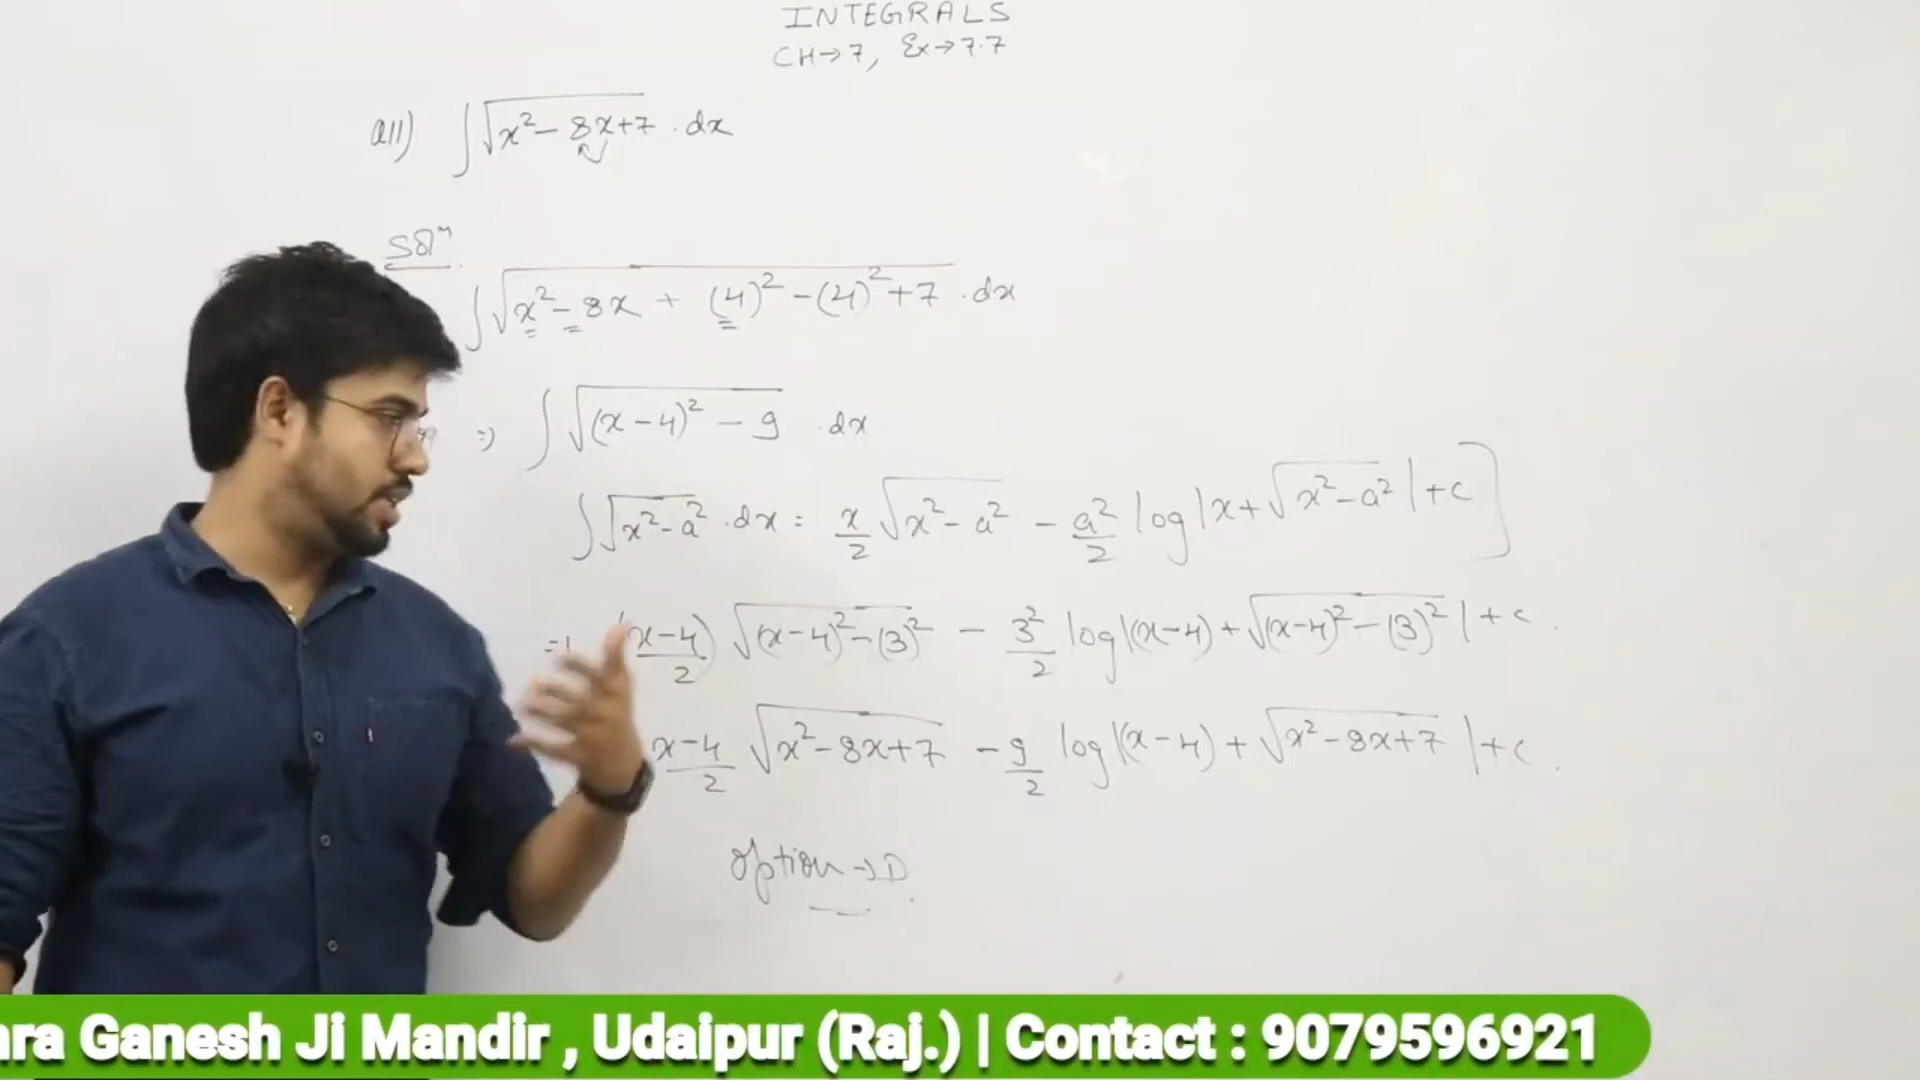 INTEGRALS
CH→7, Ex→7.7
Q11) ∫√(x²-8x+7) . dx
Solⁿ
∫√(x²-8x + (4)²-(4)²+7) . dx
=) ∫√((x-4)²-9) . dx
∫√(x²-a²) . dx = x/2 √(x²-a²) - a²/2 log|x+√(x²-a²)|+c]
(x-4)/2 √((x-4)²-(3)²) - 3²/2 log|(x-4)+√((x-4)²-(3)²)|+c.
x-4/2 √(x²-8x+7) - 9/2 log|(x-4)+√(x²-8x+7)|+c.
option→D.
Ganesh Ji Mandir , Udaipur (Raj.) | Contact : 9079596921